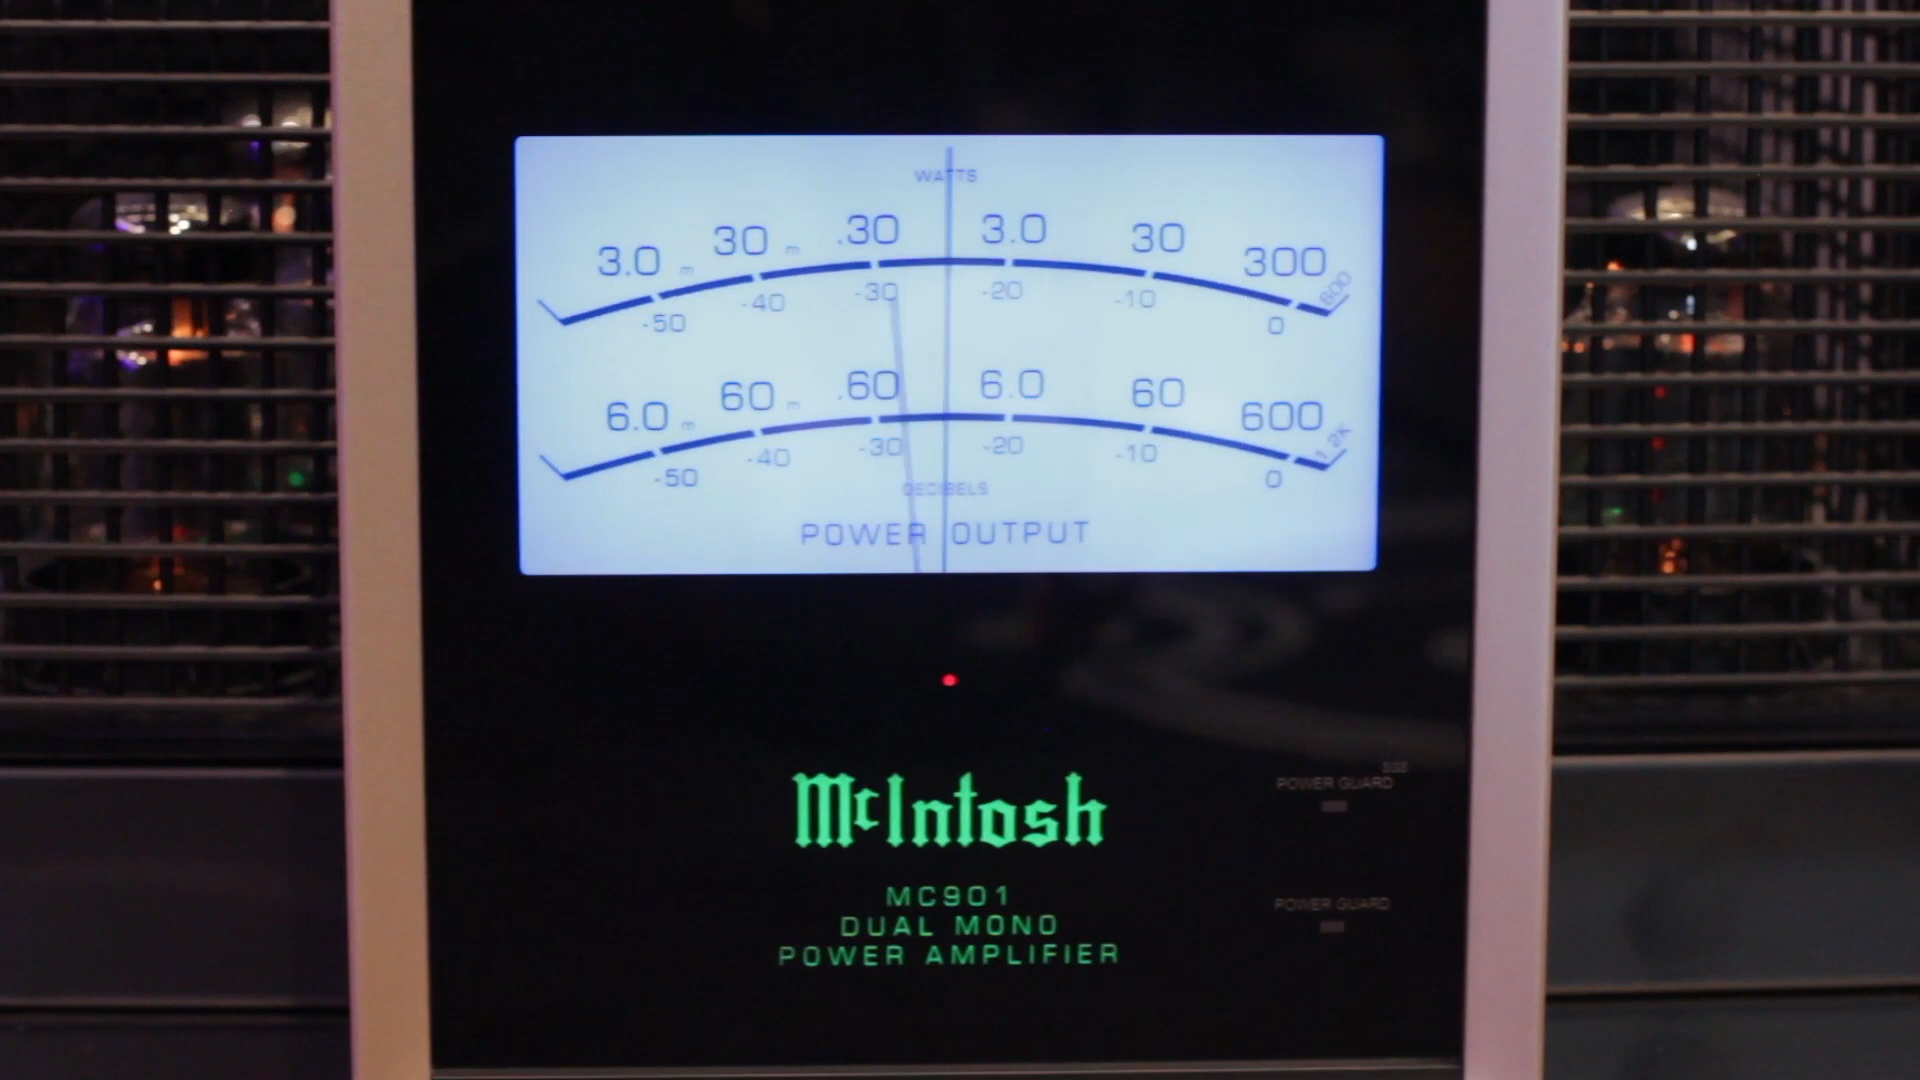 WATTS
3.0 m 30 m .30 3.0 30 300 600
-50 -40 -30 -20 -10 0
6.0 m 60 m .60 6.0 60 600 1.2K
-50 -40 -30 -20 -10 0
DECIBELS
POWER OUTPUT
McIntosh
MC901
DUAL MONO
POWER AMPLIFIER
SS
POWER GUARD
POWER GUARD